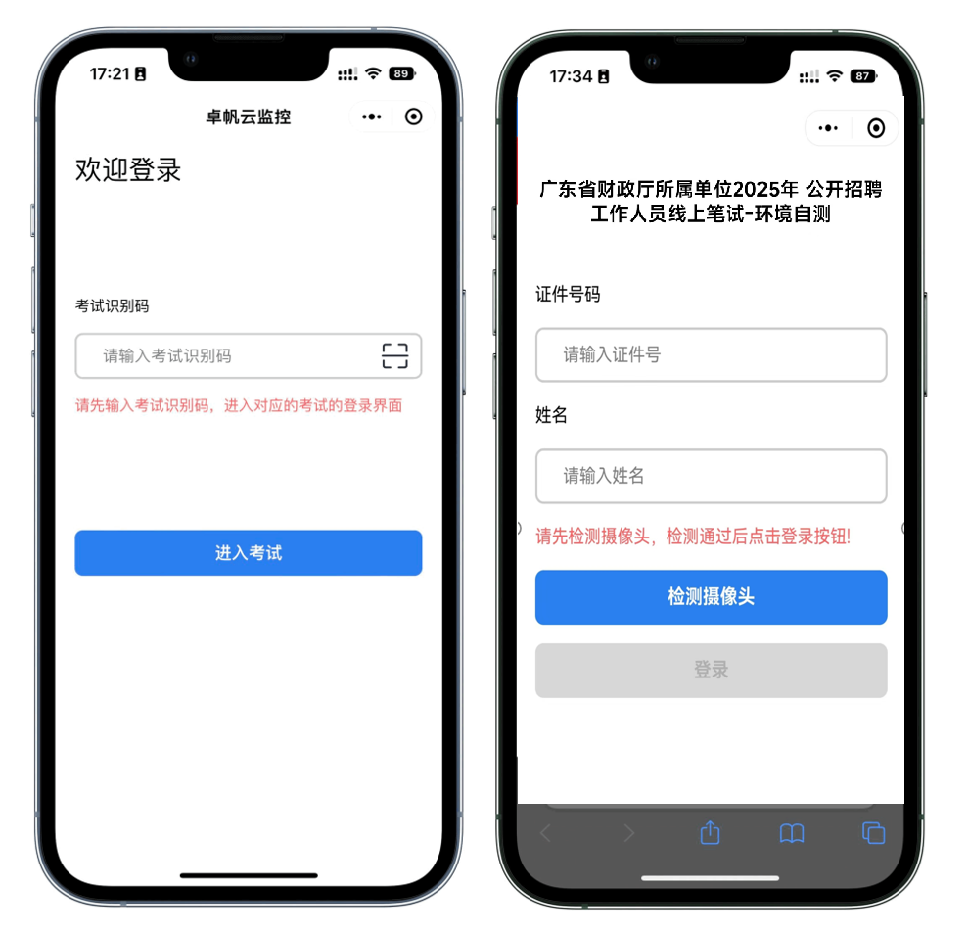 17:21
89
卓帆云监控
欢迎登录
考试识别码
请输入考试识别码
请先输入考试识别码，进入对应的考试的登录界面
进入考试
17:34
87
广东省财政厅所属单位2025年 公开招聘
工作人员线上笔试-环境自测
证件号码
请输入证件号
姓名
请输入姓名
请先检测摄像头，检测通过后点击登录按钮!
检测摄像头
登录